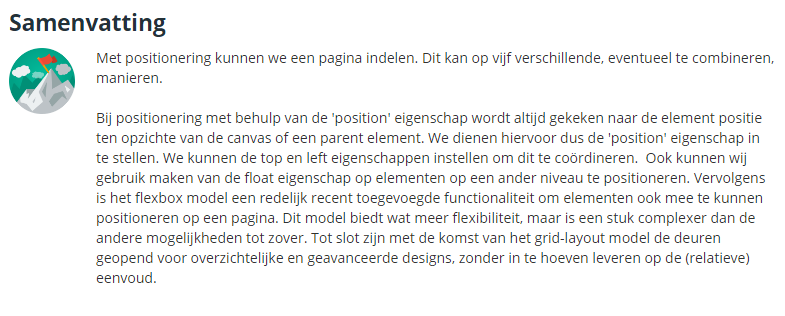 Samenvatting
Met positionering kunnen we een pagina indelen. Dit kan op vijf verschillende, eventueel te combineren,
manieren.
Bij positionering met behulp van de 'position' eigenschap wordt altijd gekeken naar de element positie
ten opzichte van de canvas of een parent element. We dienen hiervoor dus de 'position' eigenschap in
te stellen. We kunnen de top en left eigenschappen instellen om dit te coördineren.  Ook kunnen wij
gebruik maken van de float eigenschap op elementen op een ander niveau te positioneren. Vervolgens
is het flexbox model een redelijk recent toegevoegde functionaliteit om elementen ook mee te kunnen
positioneren op een pagina. Dit model biedt wat meer flexibiliteit, maar is een stuk complexer dan de
andere mogelijkheden tot zover. Tot slot zijn met de komst van het grid-layout model de deuren
geopend voor overzichtelijke en geavanceerde designs, zonder in te hoeven leveren op de (relatieve)
eenvoud.